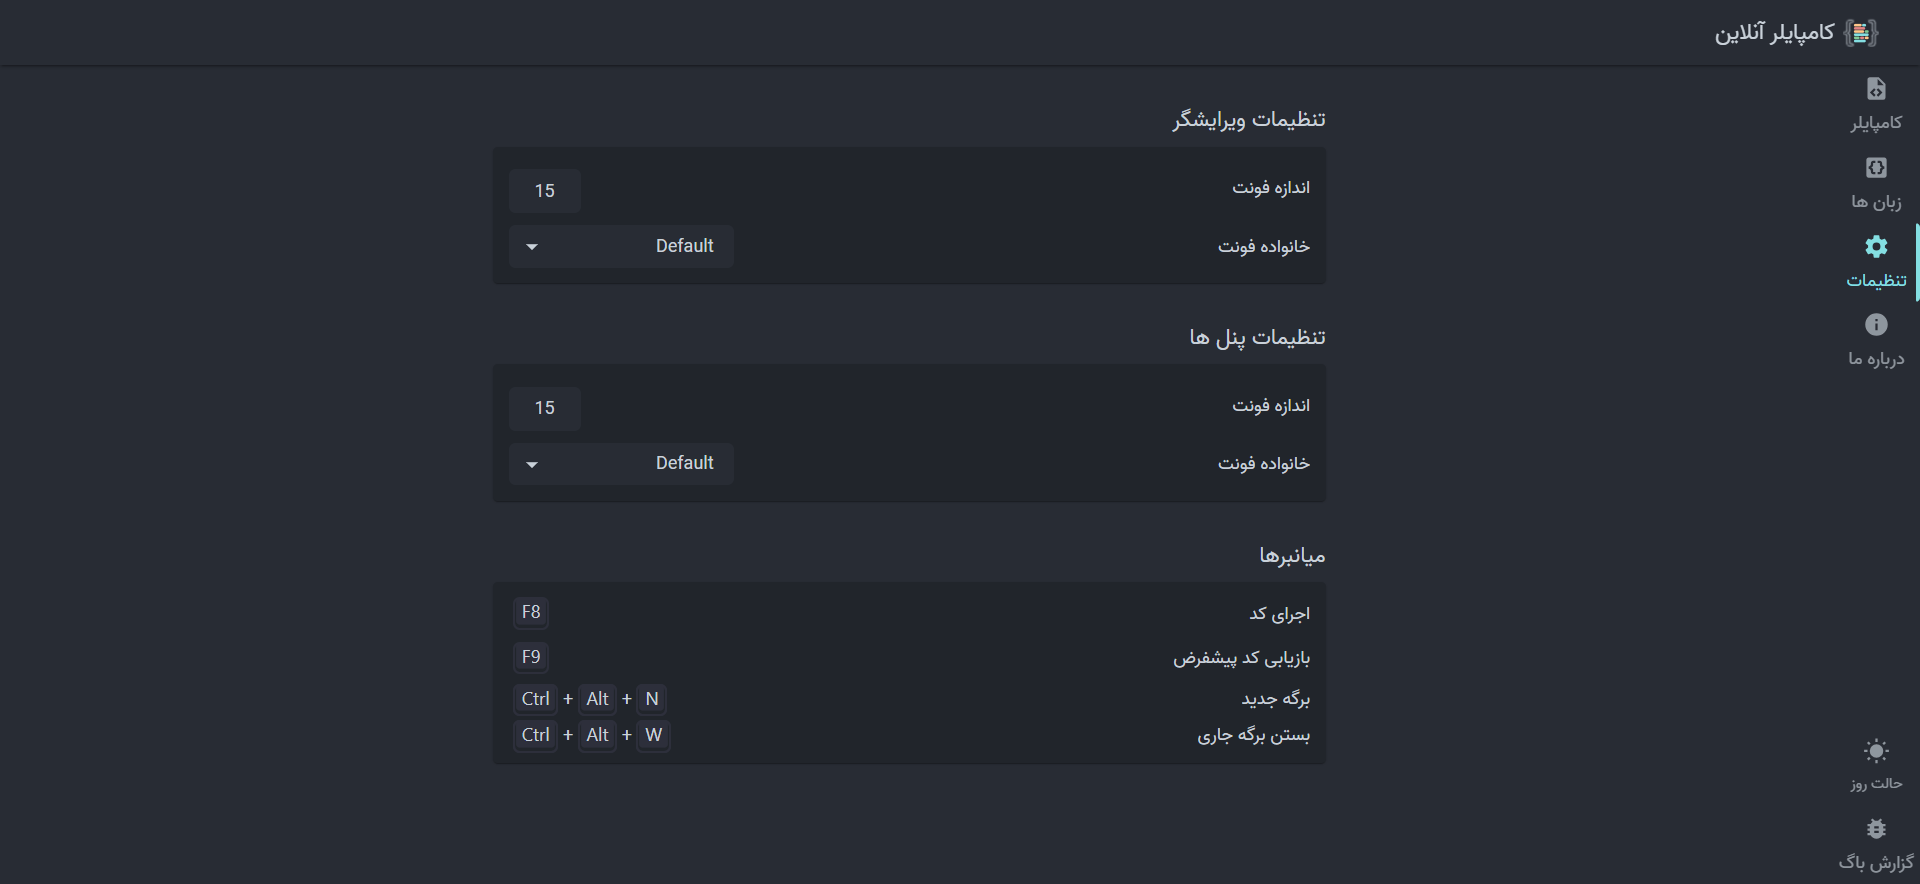 کامپایلر آنلاین
کامپایلر
زبان ها
تنظیمات
درباره ما
حالت روز
گزارش باگ
تنظیمات ویرایشگر
اندازه فونت 15
خانواده فونت Default
تنظیمات پنل ها
اندازه فونت 15
خانواده فونت Default
میانبرها
اجرای کد F8
بازیابی کد پیشفرض F9
برگه جدید Ctrl + Alt + N
بستن برگه جاری Ctrl + Alt + W